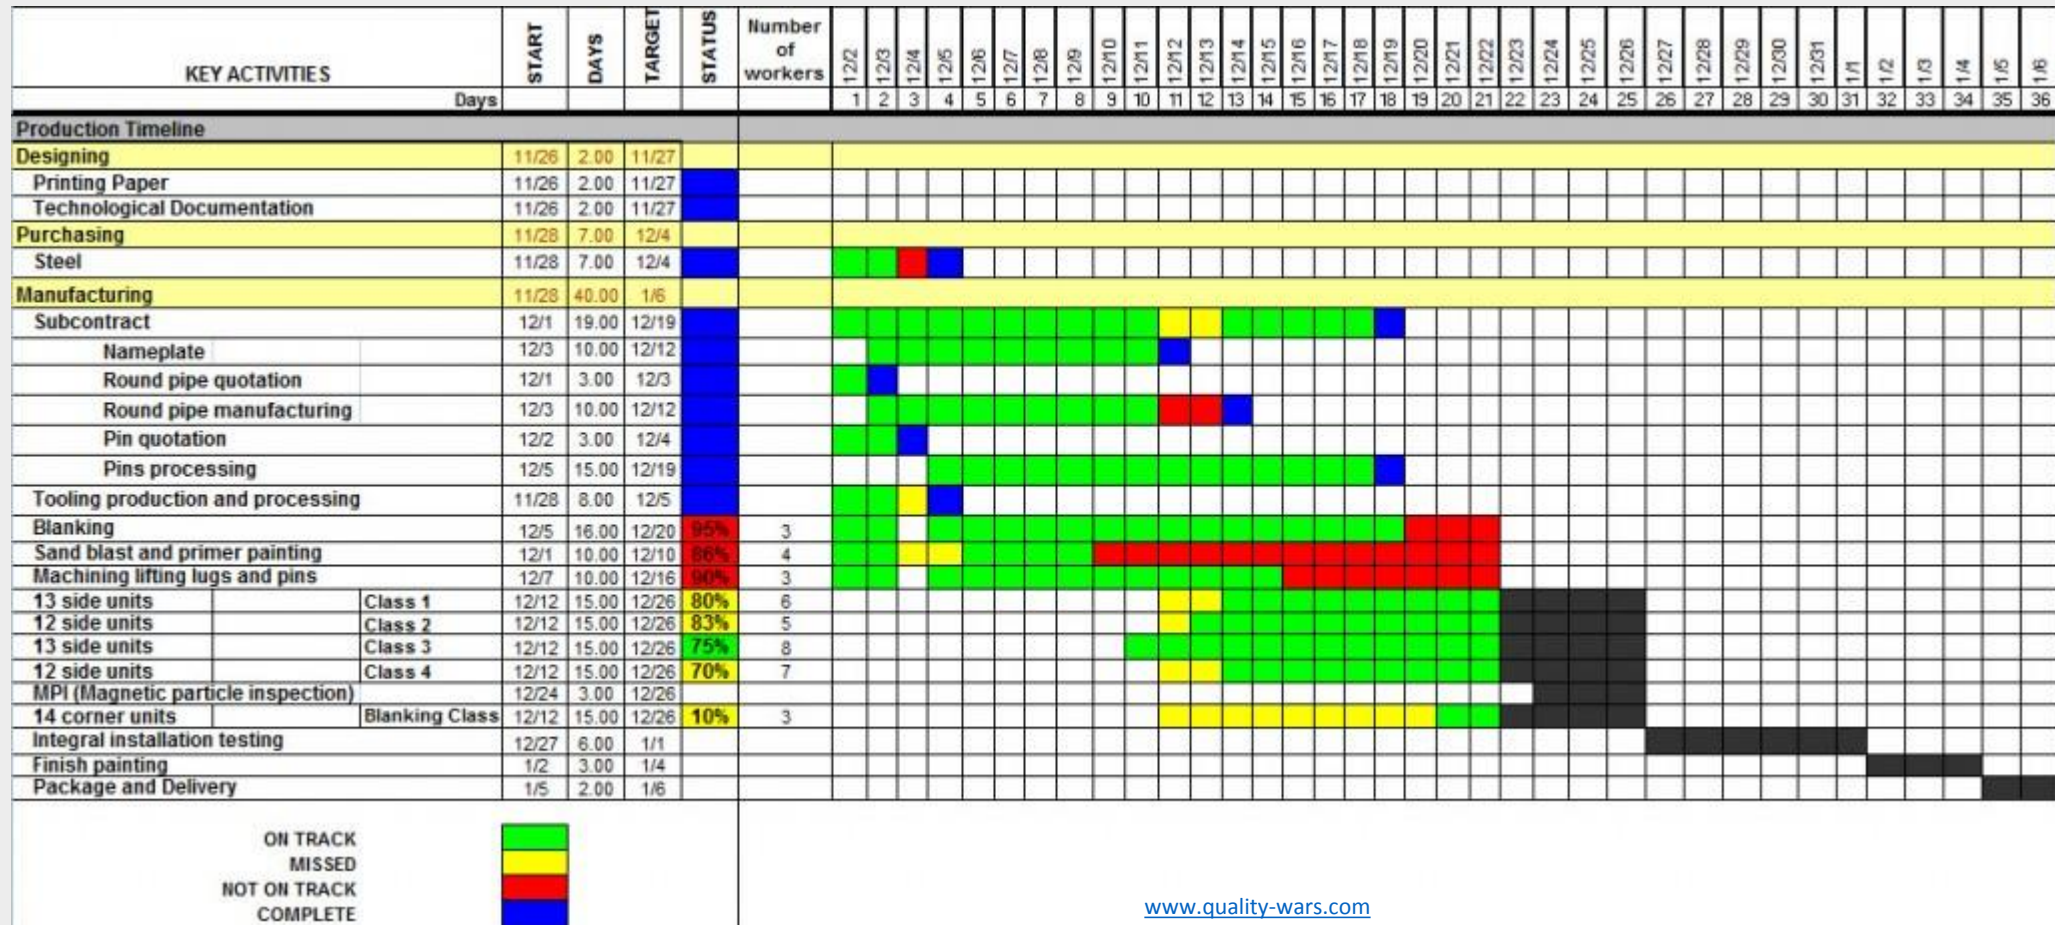 KEY ACTIVITIES START DAYS TARGET STATUS Number of workers 12/2 12/3 12/4 12/5 12/6 12/7 12/8 12/9 12/10 12/11 12/12 12/13 12/14 12/15 12/16 12/17 12/18 12/19 12/20 12/21 12/22 12/23 12/24 12/25 12/26 12/27 12/28 12/29 12/30 12/31 1/1 1/2 1/3 1/4 1/5 1/6
Days 1 2 3 4 5 6 7 8 9 10 11 12 13 14 15 16 17 18 19 20 21 22 23 24 25 26 27 28 29 30 31 32 33 34 35 36
Production Timeline
Designing 11/26 2.00 11/27
Printing Paper 11/26 2.00 11/27
Technological Documentation 11/26 2.00 11/27
Purchasing 11/28 7.00 12/4
Steel 11/28 7.00 12/4
Manufacturing 11/28 40.00 1/6
Subcontract 12/1 19.00 12/19
Nameplate 12/3 10.00 12/12
Round pipe quotation 12/1 3.00 12/3
Round pipe manufacturing 12/3 10.00 12/12
Pin quotation 12/2 3.00 12/4
Pins processing 12/5 15.00 12/19
Tooling production and processing 11/28 8.00 12/5
Blanking 12/5 16.00 12/20 95% 3
Sand blast and primer painting 12/1 10.00 12/10 86% 4
Machining lifting lugs and pins 12/7 10.00 12/16 90% 3
13 side units Class 1 12/12 15.00 12/26 80% 6
12 side units Class 2 12/12 15.00 12/26 83% 5
13 side units Class 3 12/12 15.00 12/26 75% 8
12 side units Class 4 12/12 15.00 12/26 70% 7
MPI (Magnetic particle inspection) 12/24 3.00 12/26
14 corner units Blanking Class 12/12 15.00 12/26 10% 3
Integral installation testing 12/27 6.00 1/1
Finish painting 1/2 3.00 1/4
Package and Delivery 1/5 2.00 1/6
ON TRACK
MISSED
NOT ON TRACK
COMPLETE
www.quality-wars.com